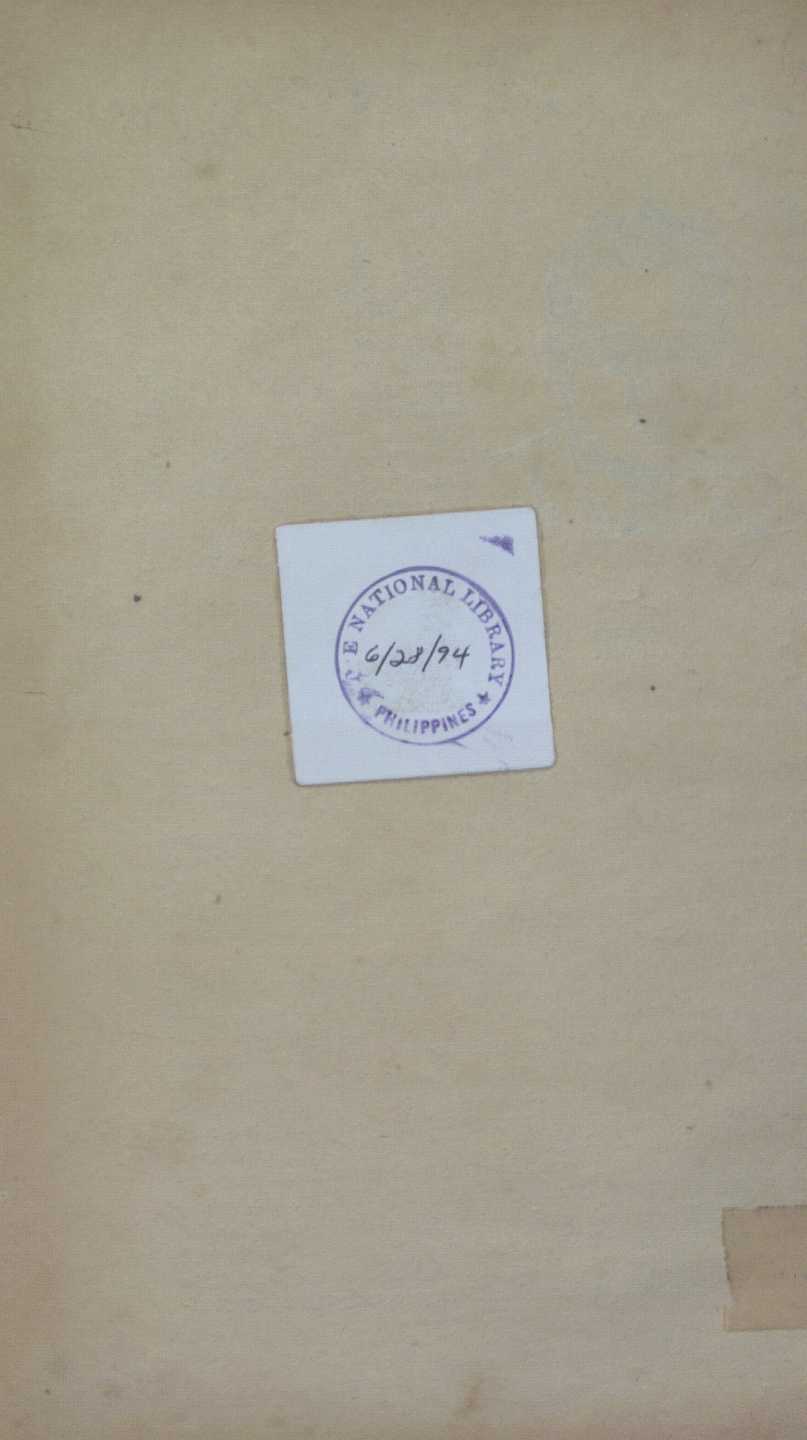 E NATIONAL LIBRARY
6/28/94
★ PHILIPPINES ★